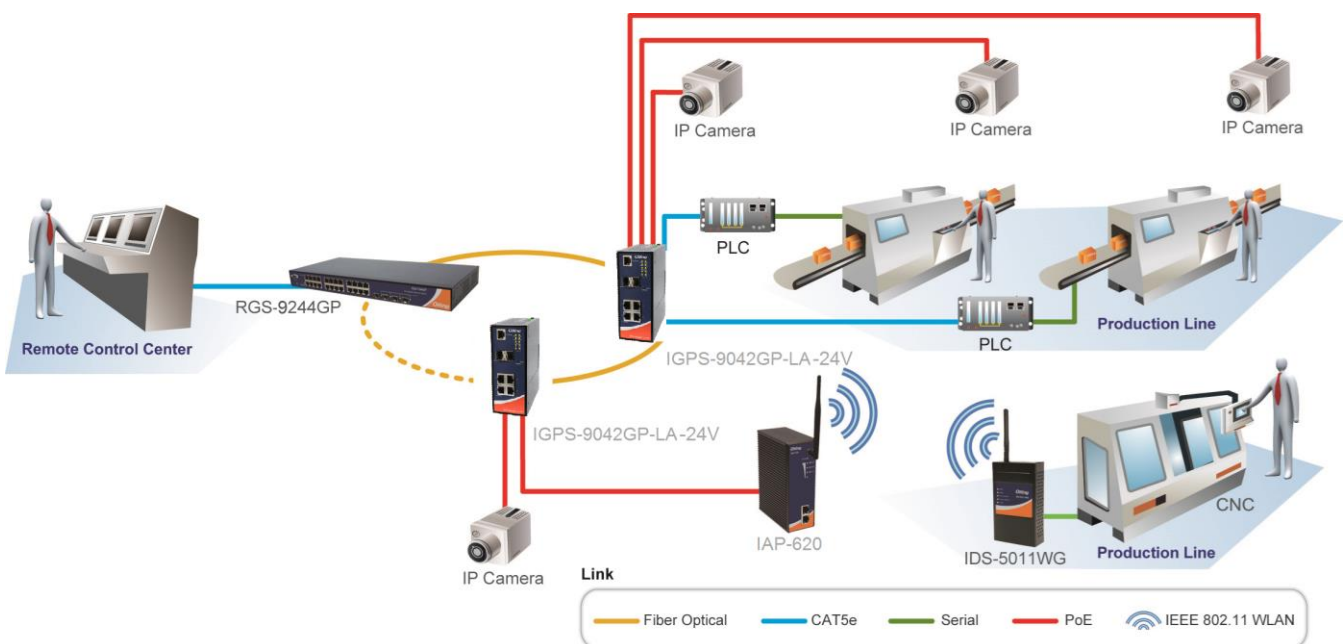 IP Camera
IP Camera
IP Camera
PLC
RGS-9244GP
Remote Control Center
Production Line
PLC
IGPS-9042GP-LA-24V
IGPS-9042GP-LA-24V
CNC
IAP-620
IDS-5011WG
Production Line
IP Camera
Link
Fiber Optical
CAT5e
Serial
PoE
IEEE 802.11 WLAN